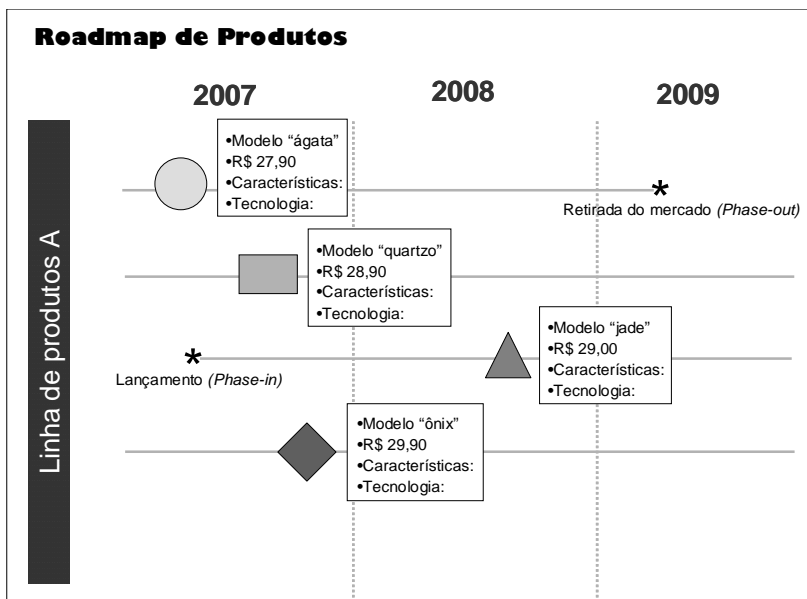 Roadmap de Produtos
2007
2008
2009
Linha de produtos A
•Modelo “ágata”
•R$ 27,90
•Características:
•Tecnologia:
*
Retirada do mercado (Phase-out)
•Modelo “quartzo”
•R$ 28,90
•Características:
•Tecnologia:
*
Lançamento (Phase-in)
•Modelo “jade”
•R$ 29,00
•Características:
•Tecnologia:
•Modelo “ônix”
•R$ 29,90
•Características:
•Tecnologia: